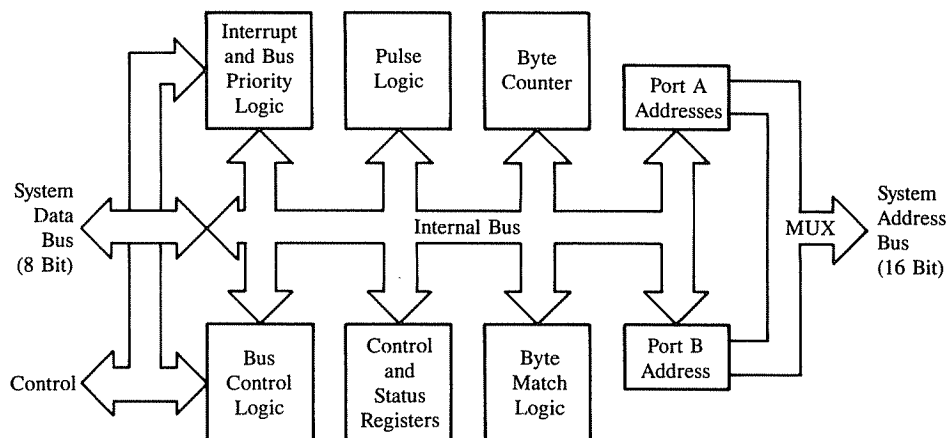 Interrupt
and Bus
Priority
Logic
Pulse
Logic
Byte
Counter
Port A
Addresses
System
Data
Bus
(8 Bit)
Internal Bus
MUX
System
Address
Bus
(16 Bit)
Control
Bus
Control
Logic
Control
and
Status
Registers
Byte
Match
Logic
Port B
Address